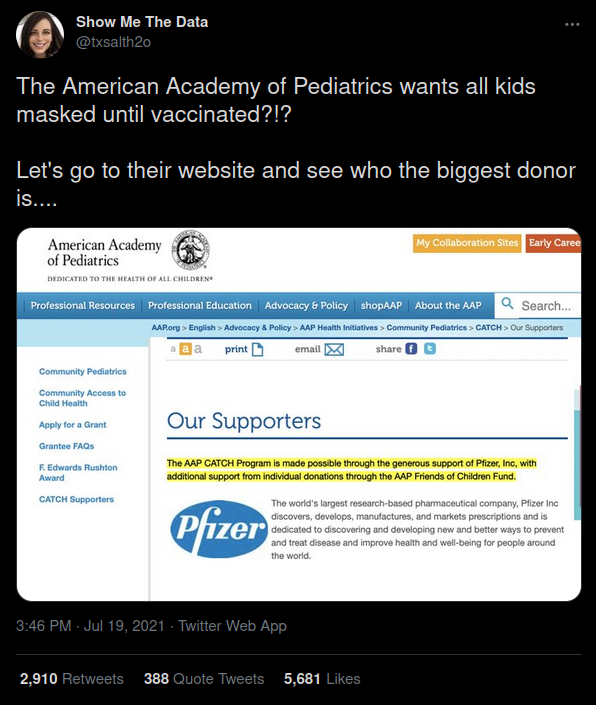 Show Me The Data
@txsalth2o
The American Academy of Pediatrics wants all kids
masked until vaccinated?!?
Let's go to their website and see who the biggest donor
is....
American Academy
of Pediatrics
DEDICATED TO THE HEALTH OF ALL CHILDREN®
My Collaboration Sites
Early Caree
Professional Resources
Professional Education
Advocacy & Policy
shopAAP
About the AAP
Search...
AAP.org > English > Advocacy & Policy > AAP Health Initiatives > Community Pediatrics > CATCH > Our Supporters
a a a
print
email
share
Community Pediatrics
Community Access to
Child Health
Apply for a Grant
Grantee FAQs
F. Edwards Rushton
Award
CATCH Supporters
Our Supporters
The AAP CATCH Program is made possible through the generous support of Pfizer, Inc, with
additional support from individual donations through the AAP Friends of Children Fund.
Pfizer
The world's largest research-based pharmaceutical company, Pfizer Inc
discovers, develops, manufactures, and markets prescriptions and is
dedicated to discovering and developing new and better ways to prevent
and treat disease and improve health and well-being for people around
the world.
3:46 PM · Jul 19, 2021 · Twitter Web App
2,910 Retweets 388 Quote Tweets 5,681 Likes